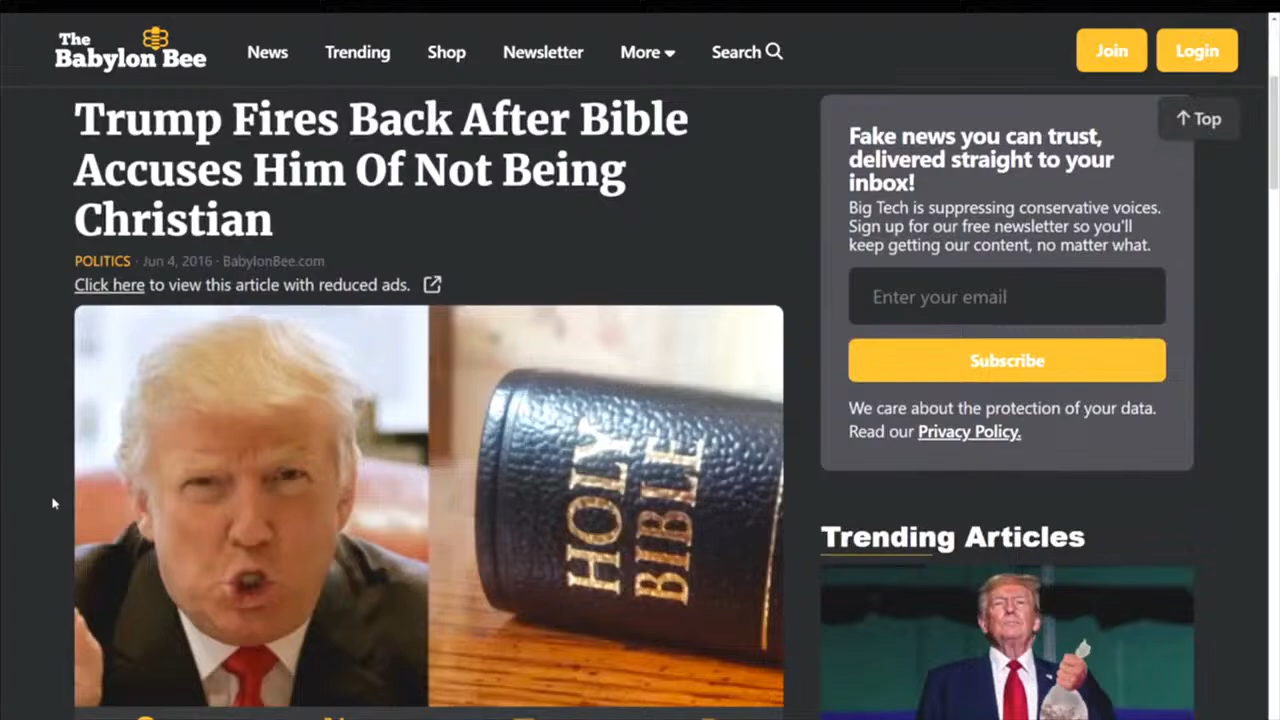 The
Babylon Bee
News
Trending
Shop
Newsletter
More
Search
Join
Login
Trump Fires Back After Bible
Accuses Him Of Not Being
Christian
POLITICS · Jun 4, 2016 · BabylonBee.com
Click here to view this article with reduced ads.
HOLY
BIBLE
↑ Top
Fake news you can trust,
delivered straight to your
inbox!
Big Tech is suppressing conservative voices.
Sign up for our free newsletter so you'll
keep getting our content, no matter what.
Enter your email
Subscribe
We care about the protection of your data.
Read our Privacy Policy.
Trending Articles